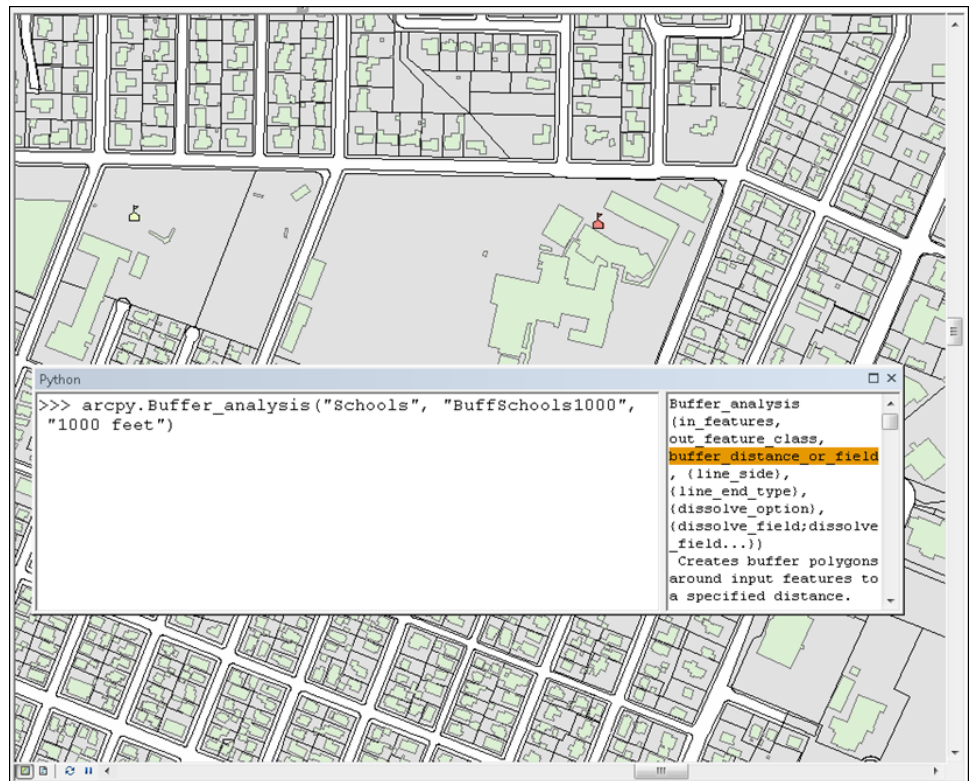 Python
>>> arcpy.Buffer_analysis("Schools", "BuffSchools1000",
"1000 feet")
Buffer_analysis
(in_features,
out_feature_class,
buffer_distance_or_field
, {line_side},
{line_end_type},
{dissolve_option},
{dissolve_field;dissolve
_field...})
Creates buffer polygons
around input features to
a specified distance.